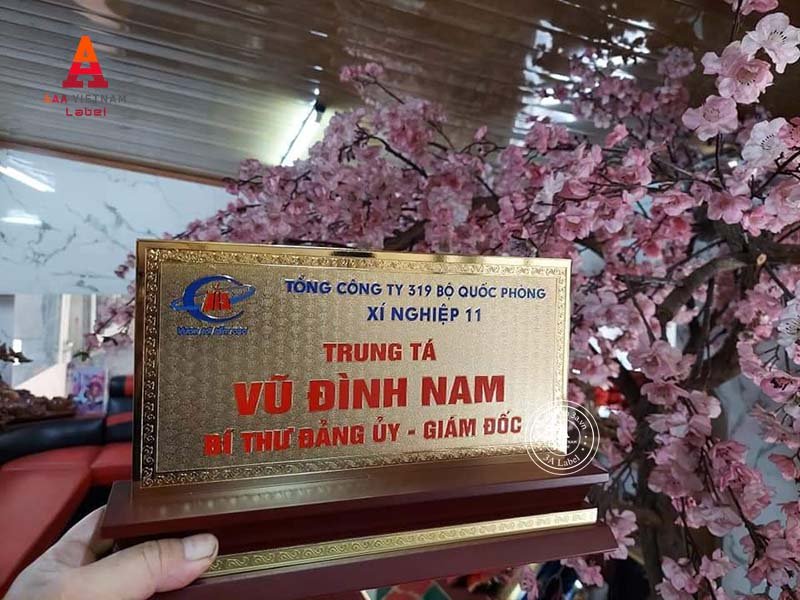 AAA VIETNAM
Label
TỔNG CÔNG TY 319 BỘ QUỐC PHÒNG
XÍ NGHIỆP 11
TRUNG TÁ
VŨ ĐÌNH NAM
BÍ THƯ ĐẢNG ỦY - GIÁM ĐỐC
3A Label